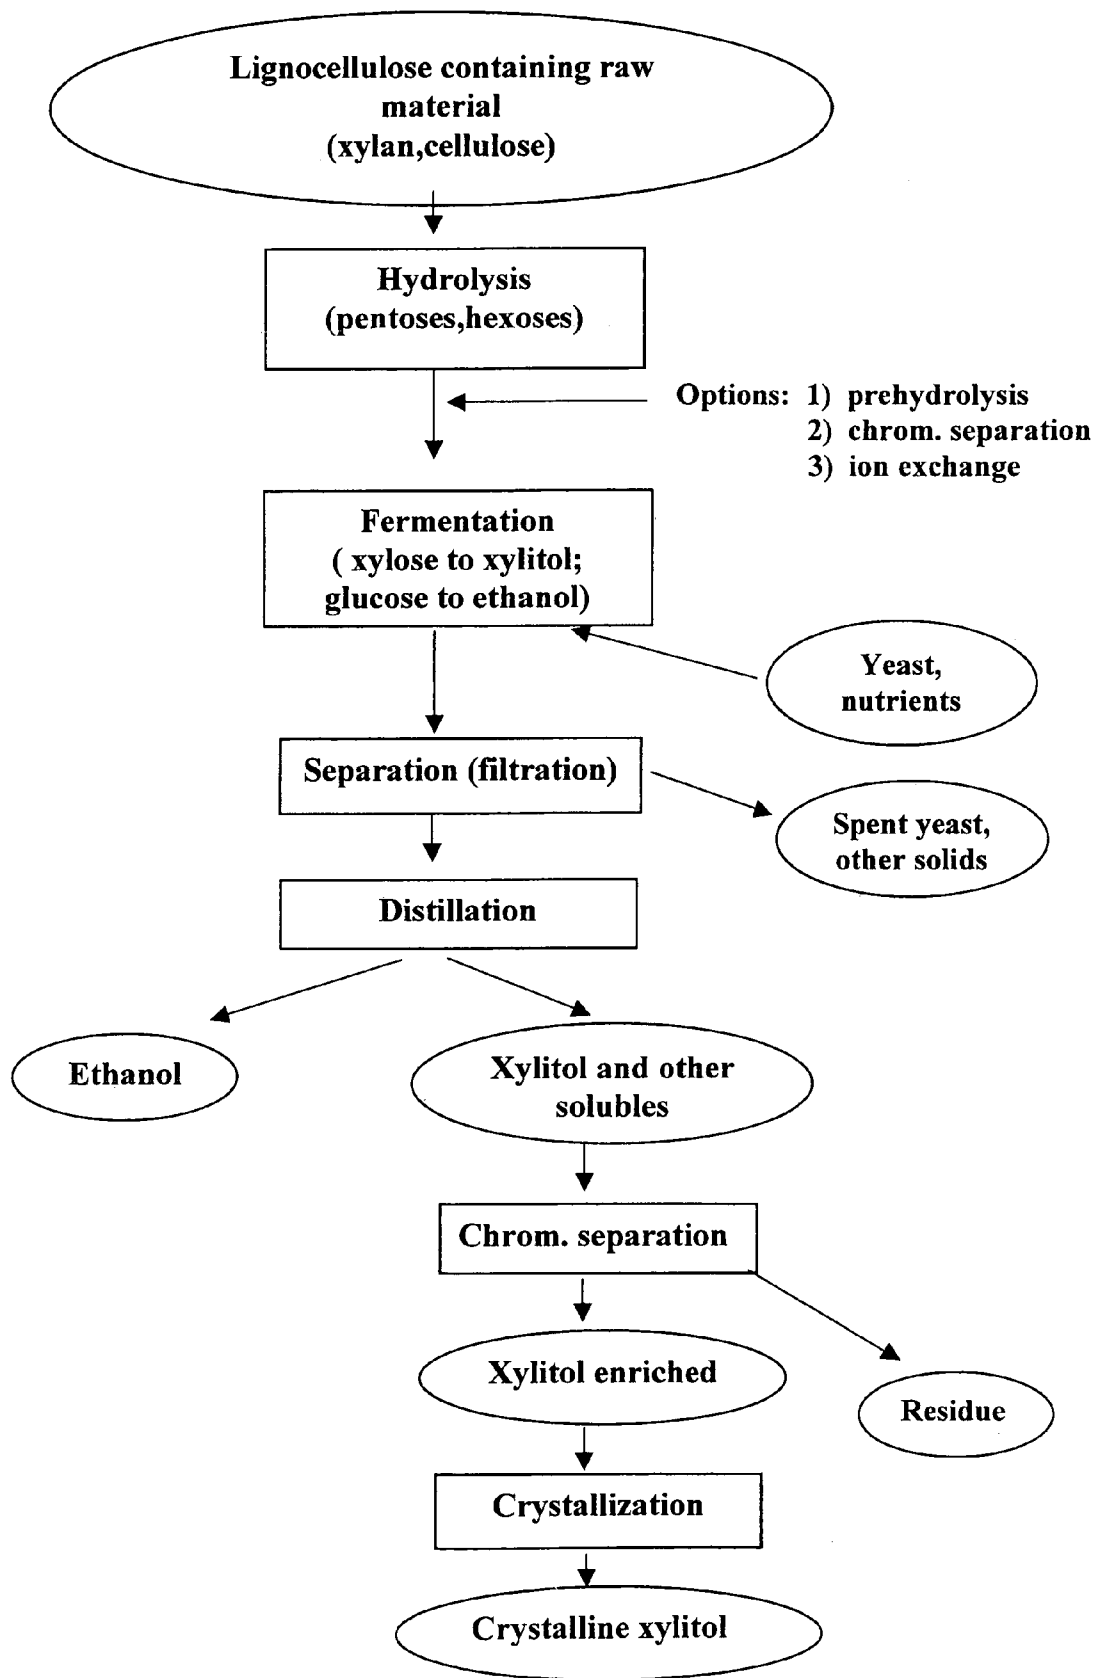 Lignocellulose containing raw
material
(xylan,cellulose)
Hydrolysis
(pentoses,hexoses)
Options: 1) prehydrolysis
2) chrom. separation
3) ion exchange
Fermentation
( xylose to xylitol;
glucose to ethanol)
Yeast,
nutrients
Separation (filtration)
Spent yeast,
other solids
Distillation
Ethanol
Xylitol and other
solubles
Chrom. separation
Xylitol enriched
Residue
Crystallization
Crystalline xylitol